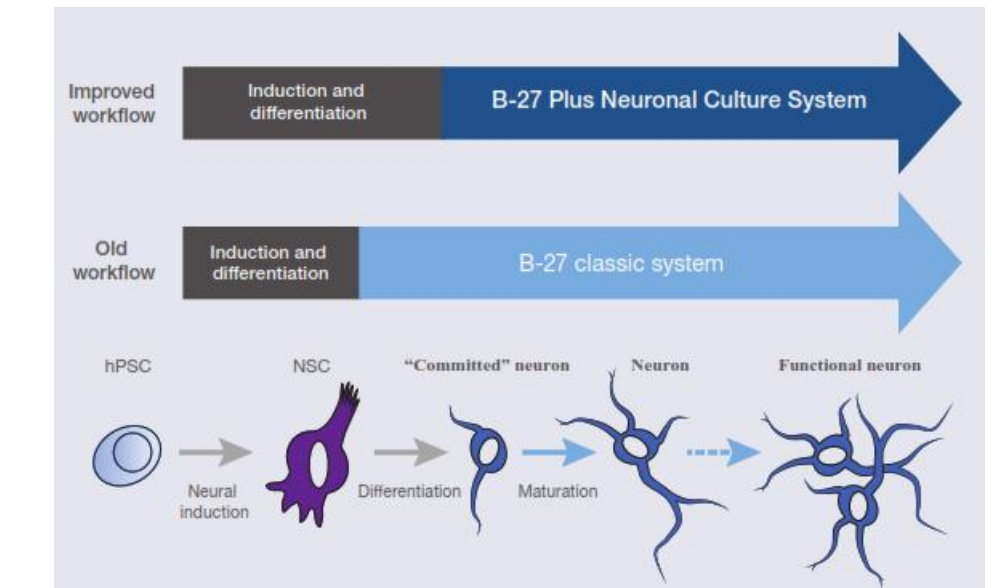 Improved
workflow
Induction and
differentiation
B-27 Plus Neuronal Culture System
Old
workflow
Induction and
differentiation
B-27 classic system
hPSC
NSC
“Committed” neuron
Neuron
Functional neuron
Neural
induction
Differentiation
Maturation